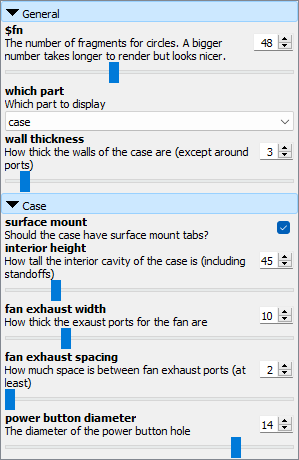 General
$fn
The number of fragments for circles. A bigger
number takes longer to render but looks nicer.
48
which part
Which part to display
case
wall thickness
How thick the walls of the case are (except around
ports)
3
Case
surface mount
Should the case have surface mount tabs?
interior height
How tall the interior cavity of the case is (including
standoffs)
45
fan exhaust width
How thick the exaust ports for the fan are
10
fan exhaust spacing
How much space is between fan exhaust ports (at
least)
2
power button diameter
The diameter of the power button hole
14